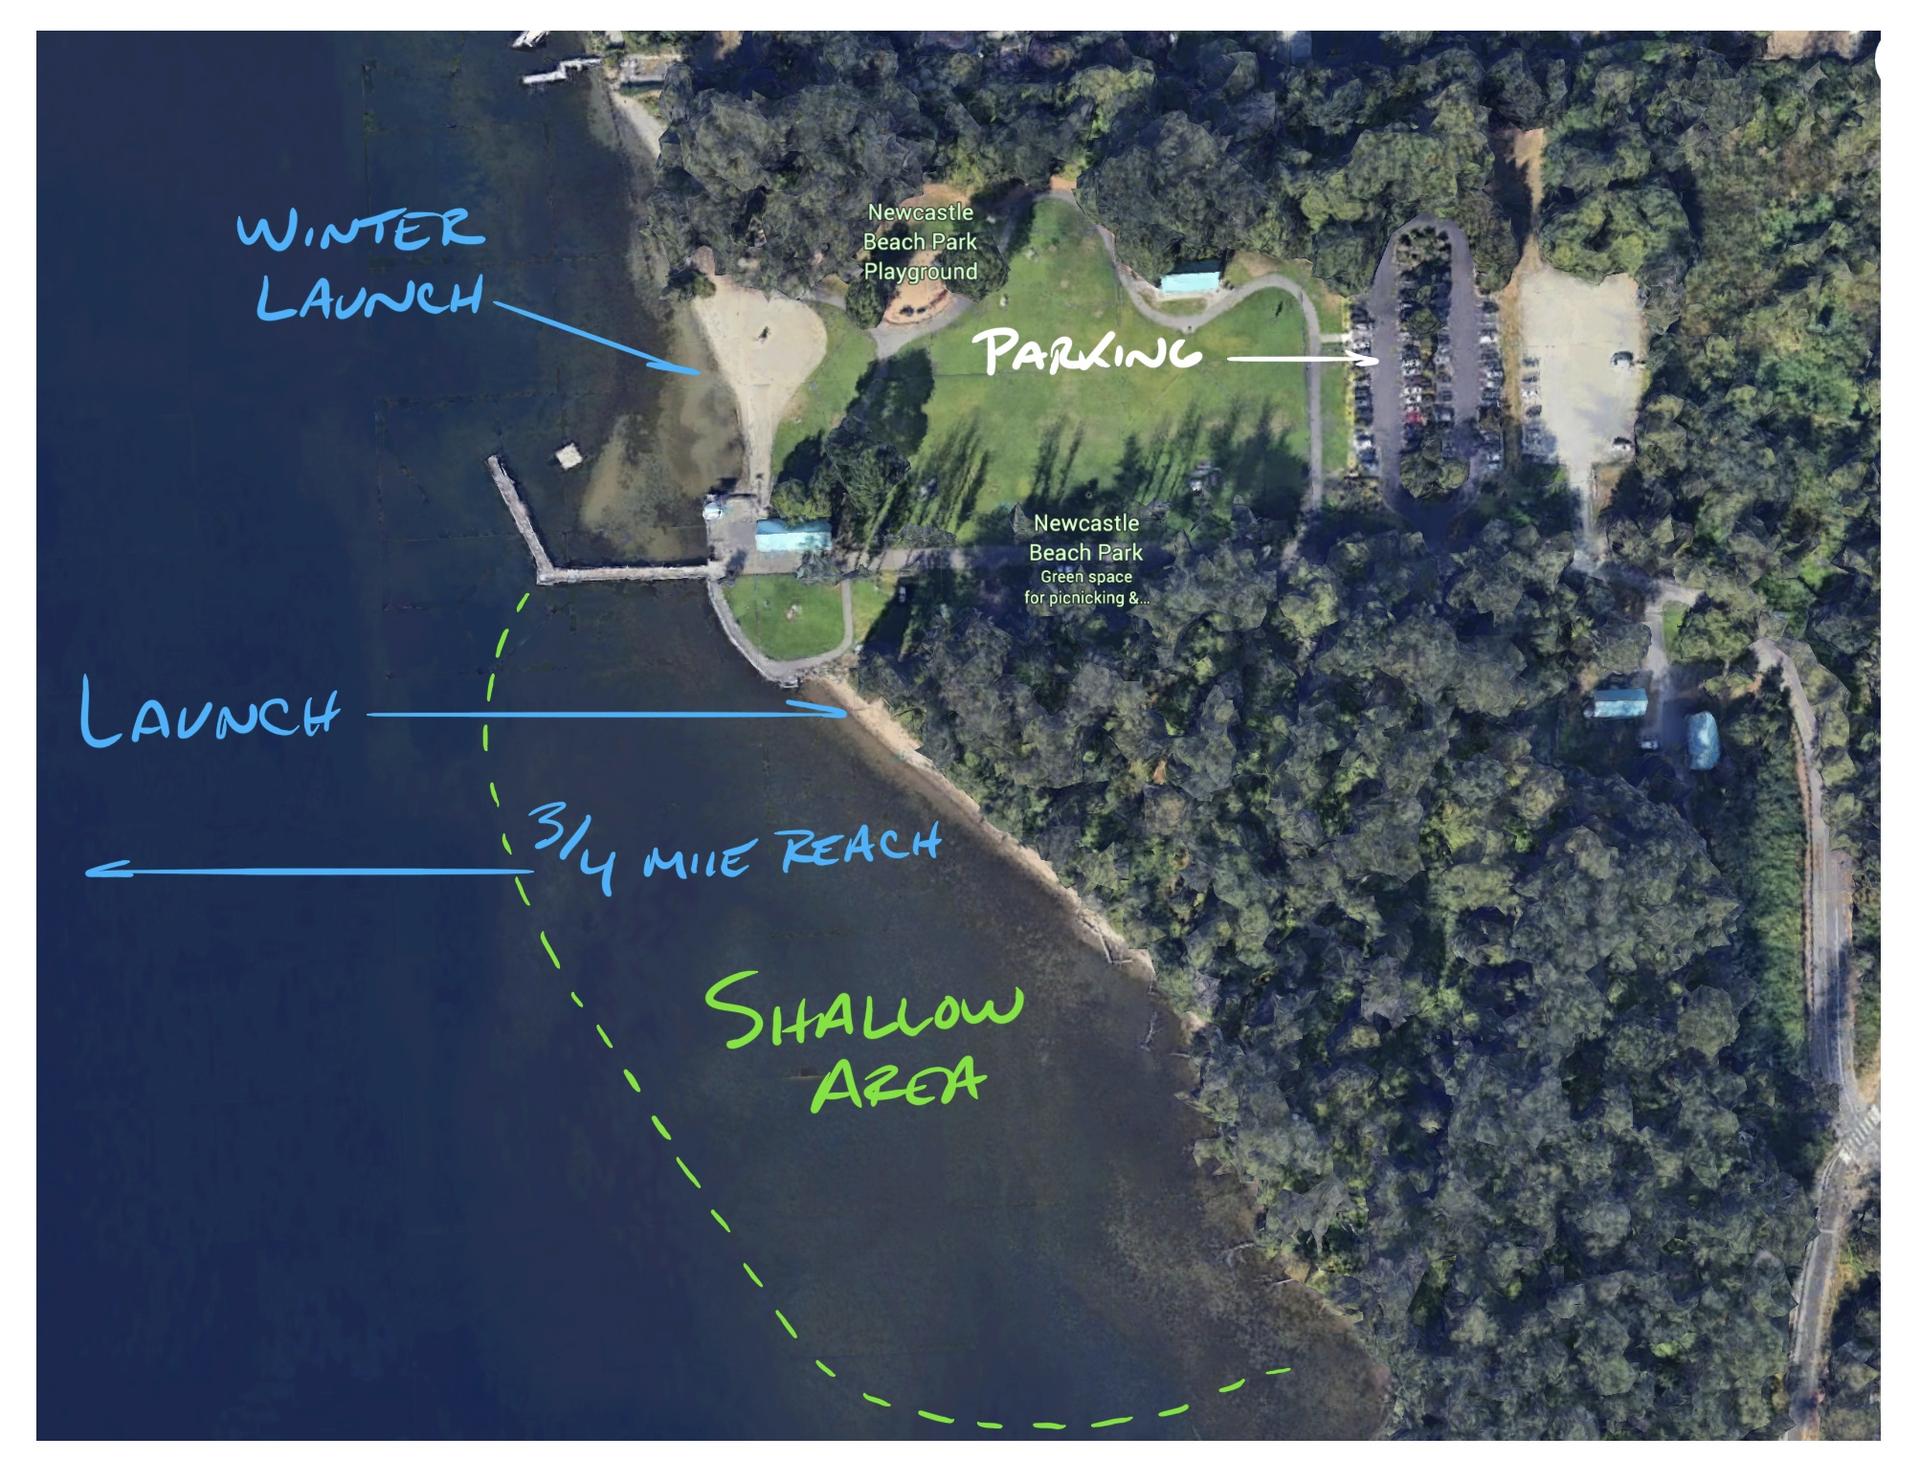 WINTER
LAUNCH
Newcastle
Beach Park
Playground
PARKING
Newcastle
Beach Park
Green space
for picnicking &...
LAUNCH
3/4 MILE REACH
SHALLOW
AREA